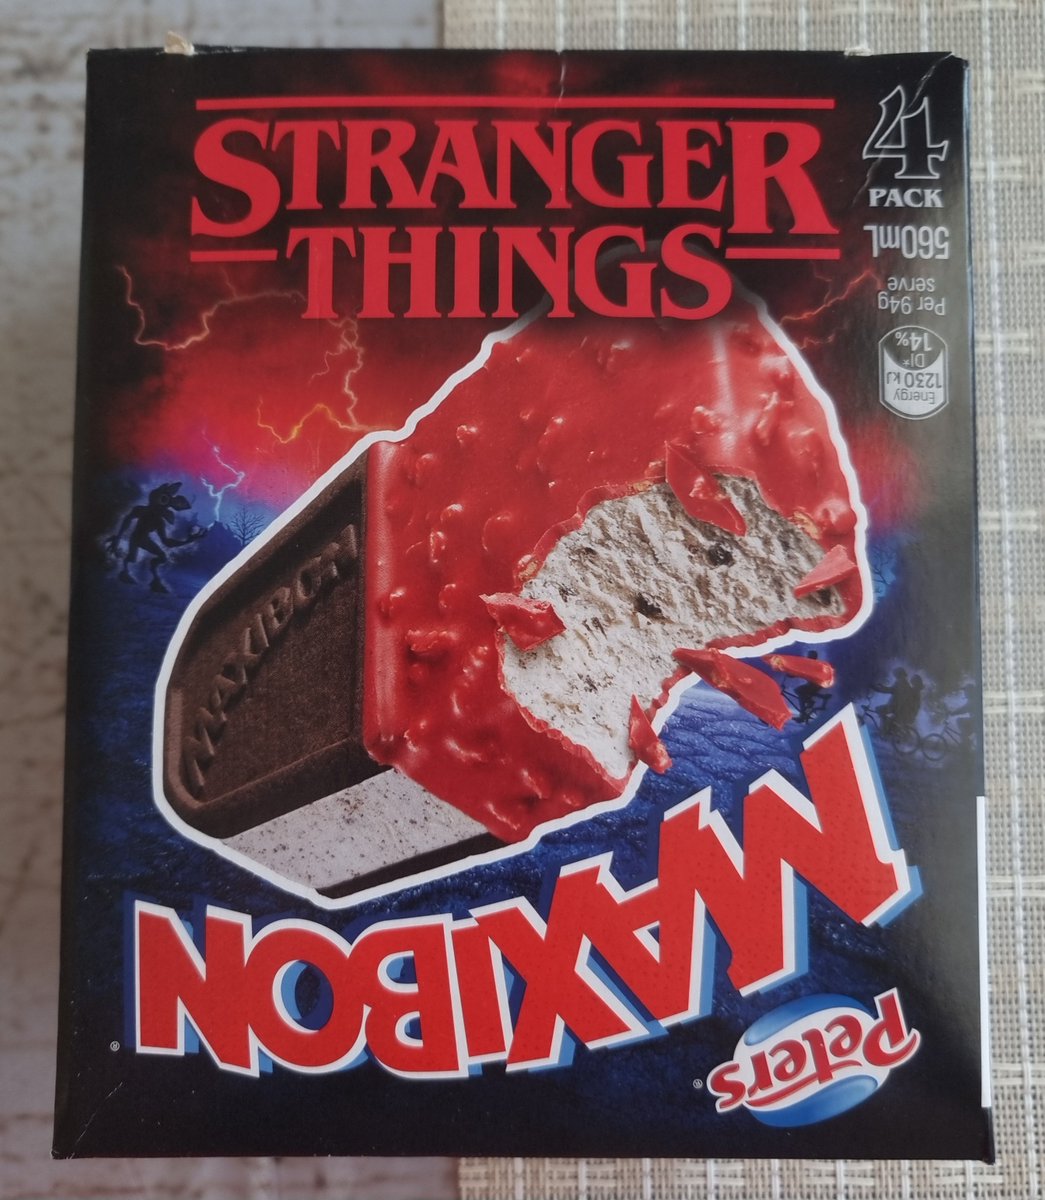 STRANGER
THINGS
4
PACK
560mL
Per 94g
serve
Energy
1230 kJ
DI*
14%
MAXIBON
MAXIBON®
Peters®